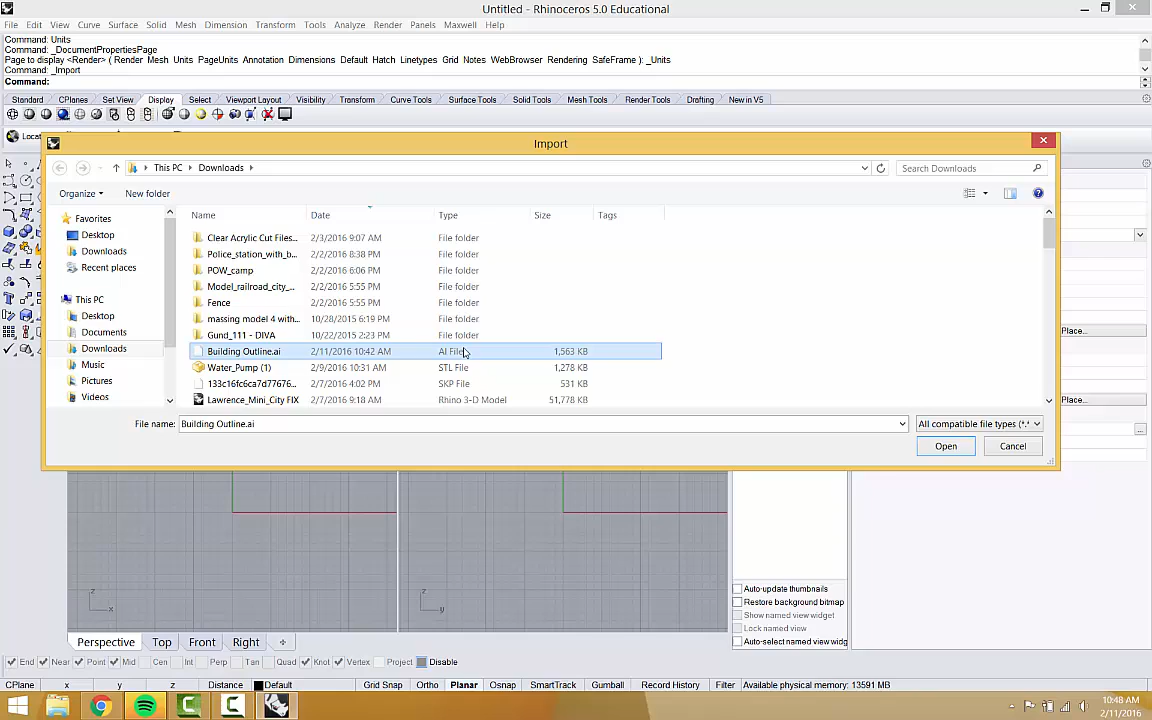 Untitled - Rhinoceros 5.0 Educational
File Edit View Curve Surface Solid Mesh Dimension Transform Tools Analyze Render Panels Maxwell Help
Command: Units
Command: _DocumentPropertiesPage
Page to display <Render> ( Render Mesh Units PageUnits Annotation Dimensions Default Hatch Linetypes Grid Notes WebBrowser Rendering SafeFrame ): _Units
Command: _Import
Command:
Standard CPlanes Set View Display Select Viewport Layout Visibility Transform Curve Tools Surface Tools Solid Tools Mesh Tools Render Tools Drafting New in V5
Import
This PC Downloads Search Downloads
Organize New folder
Name Date Type Size Tags
Favorites
Desktop
Downloads
Recent places
This PC
Desktop
Documents
Downloads
Music
Pictures
Videos
Clear Acrylic Cut Files... 2/3/2016 9:07 AM File folder
Police_station_with_b... 2/2/2016 8:38 PM File folder
POW_camp 2/2/2016 6:06 PM File folder
Model_railroad_city_... 2/2/2016 5:55 PM File folder
Fence 2/2/2016 5:55 PM File folder
massing model 4 with... 10/28/2015 6:19 PM File folder
Gund_111 - DIVA 10/22/2015 2:23 PM File folder
Building Outline.ai 2/11/2016 10:42 AM AI File 1,563 KB
Water_Pump (1) 2/9/2016 10:31 AM STL File 1,278 KB
133c16fc6ca7d77676... 2/7/2016 4:02 PM SKP File 531 KB
Lawrence_Mini_City FIX 2/7/2016 9:18 AM Rhino 3-D Model 51,778 KB
File name: Building Outline.ai All compatible file types (*.*
Open Cancel
Place...
Place...
...
z x
z y
Auto-update thumbnails
Restore background bitmap
Show named view widget
Lock named view
Auto-select named view widg
Perspective Top Front Right
End Near Point Mid Cen Int Perp Tan Quad Knot Vertex Project Disable
CPlane x y z Distance Default Grid Snap Ortho Planar Osnap SmartTrack Gumball Record History Filter Available physical memory: 13591 MB
10:48 AM
2/11/2016